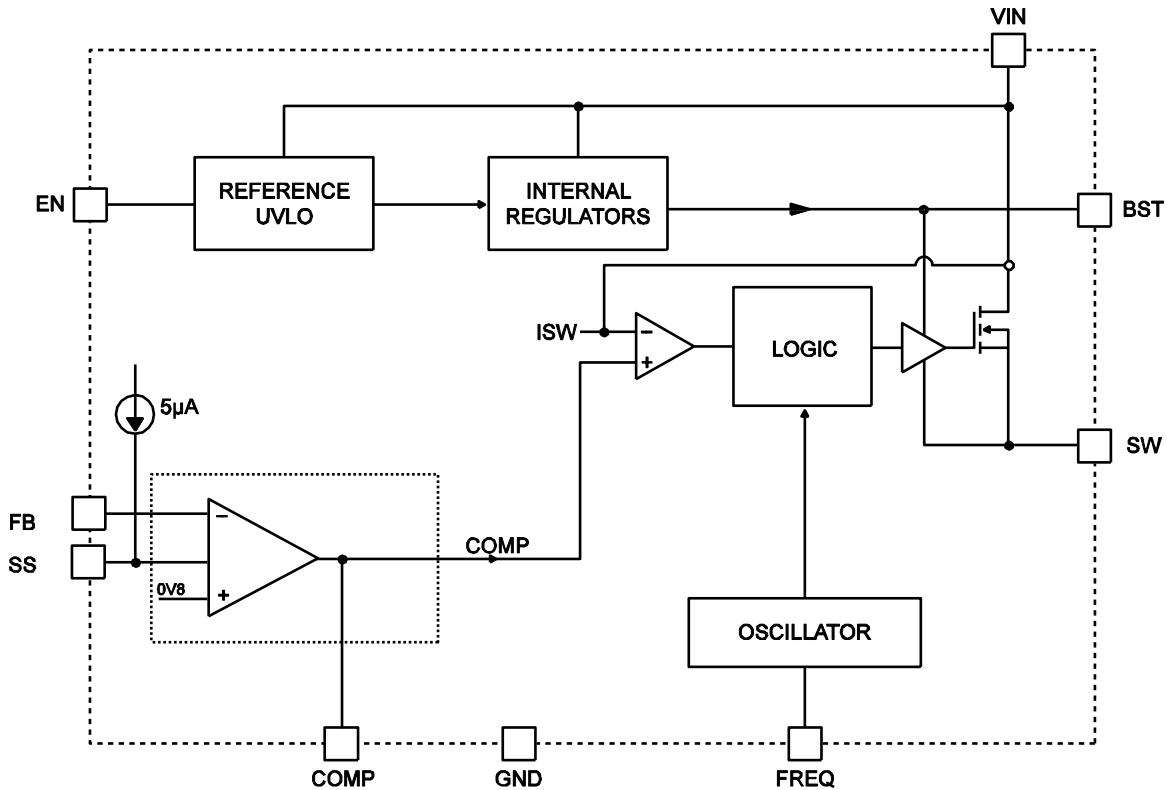 VIN
EN
REFERENCE
UVLO
INTERNAL
REGULATORS
BST
ISW
−
+
LOGIC
5µA
SW
FB
−
SS
0V8
+
COMP
OSCILLATOR
COMP
GND
FREQ